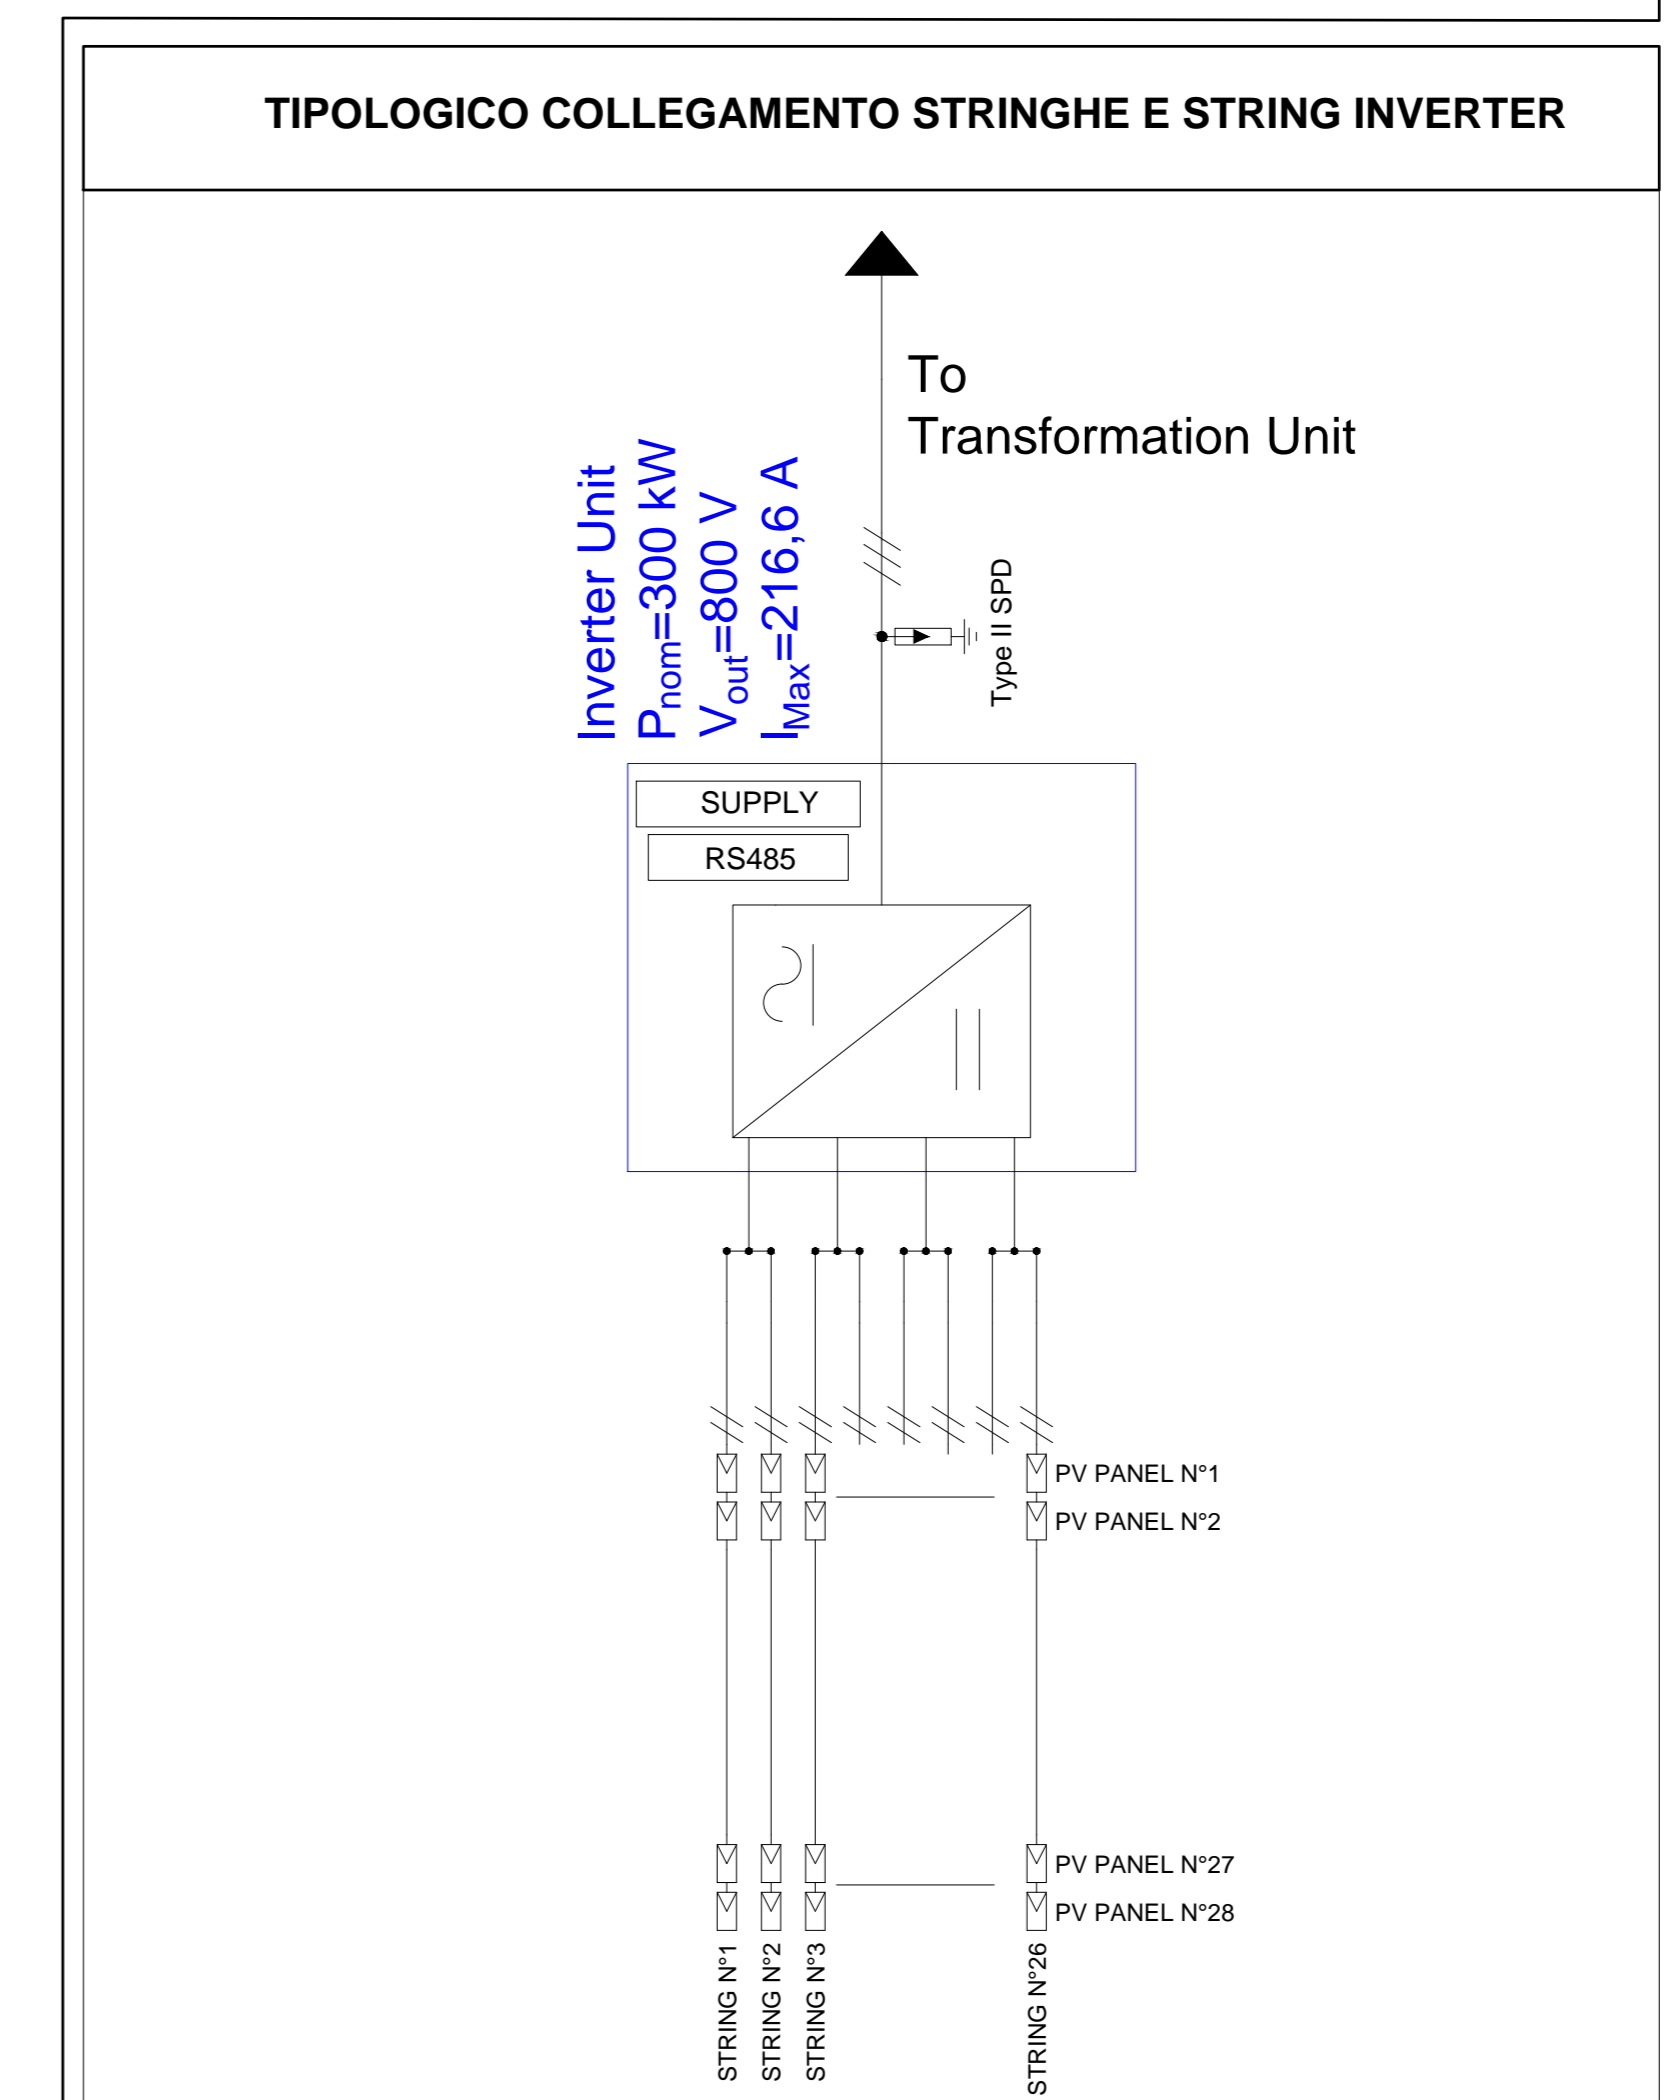 TIPOLOGICO COLLEGAMENTO STRINGHE E STRING INVERTER
To
Transformation Unit
Inverter Unit
Pnom=300 kW
Vout=800 V
IMax=216,6 A
Type II SPD
SUPPLY
RS485
PV PANEL N°1
PV PANEL N°2
PV PANEL N°27
PV PANEL N°28
STRING N°1
STRING N°2
STRING N°3
STRING N°26